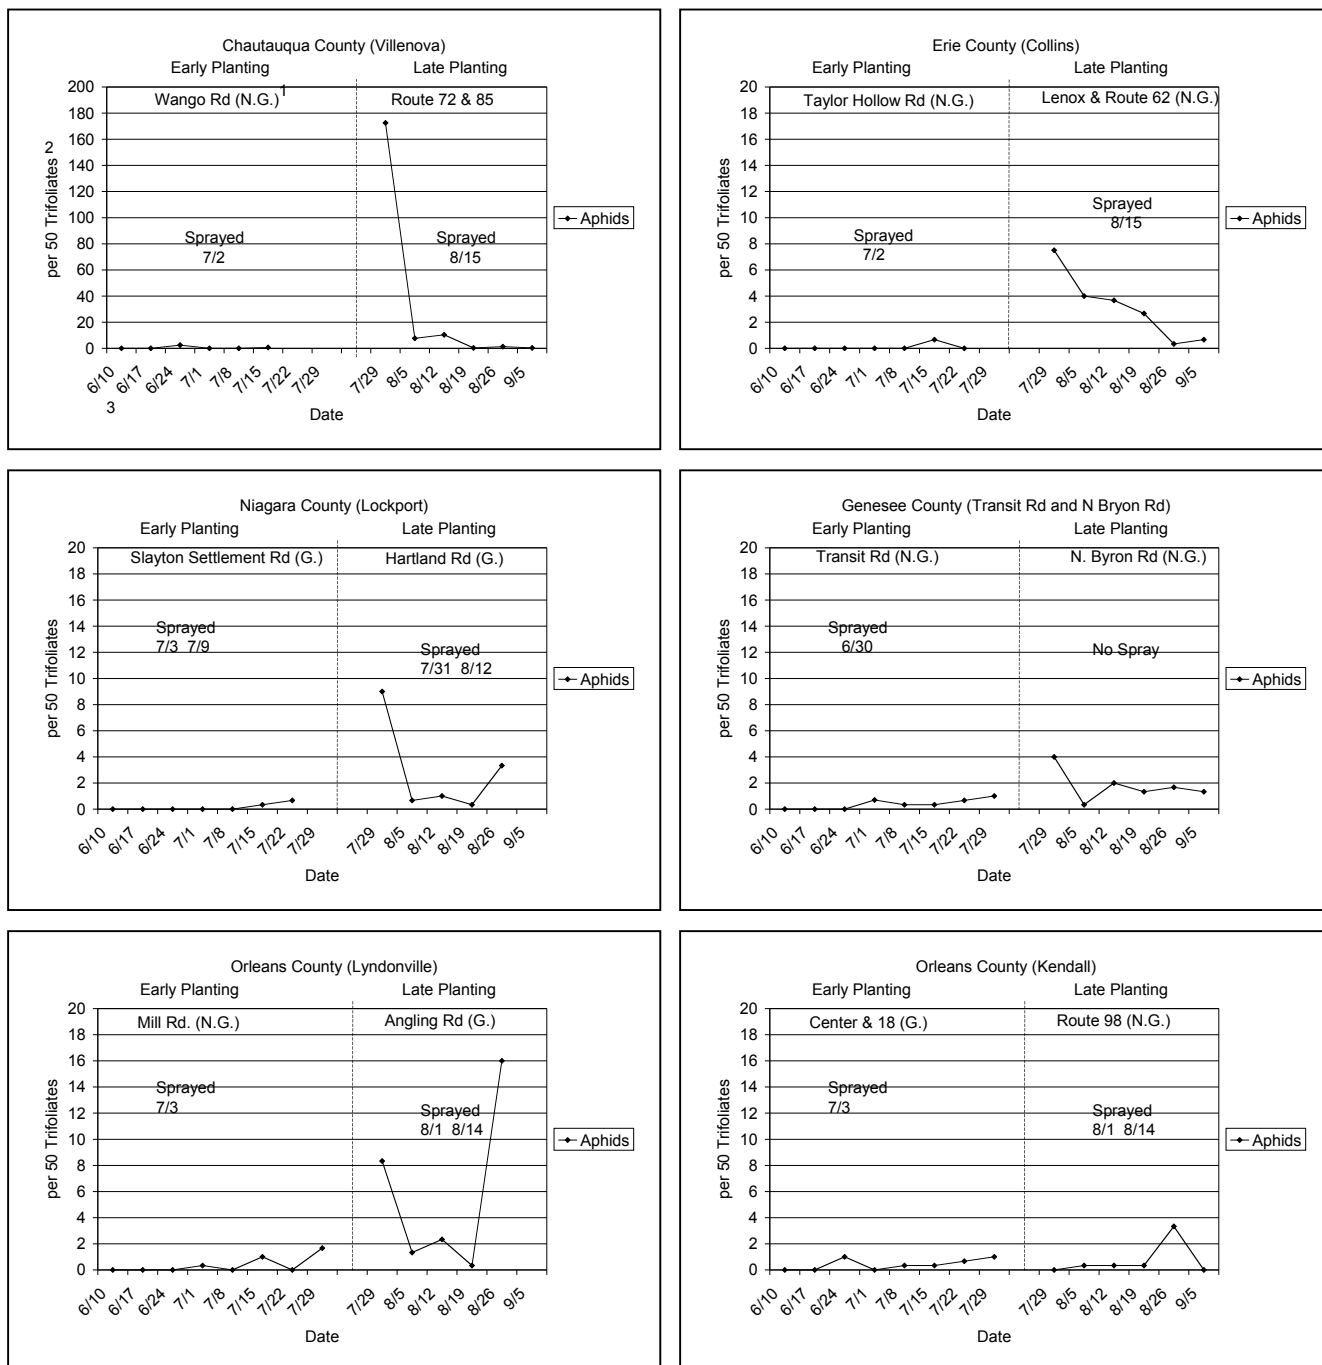 Chautauqua County (Villenova)
Early Planting Late Planting
Wango Rd (N.G.)1 Route 72 & 85
200
180
160
140
120
100
80
60
40
20
0
2
per 50 Trifoliates
Sprayed
7/2
Sprayed
8/15
Aphids
6/10 6/17 6/24 7/1 7/8 7/15 7/22 7/29 7/29 8/5 8/12 8/19 8/26 9/5
3
Date
Erie County (Collins)
Early Planting Late Planting
Taylor Hollow Rd (N.G.) Lenox & Route 62 (N.G.)
20
18
16
14
12
10
8
6
4
2
0
per 50 Trifoliates
Sprayed
7/2
Sprayed
8/15
Aphids
6/10 6/17 6/24 7/1 7/8 7/15 7/22 7/29 7/29 8/5 8/12 8/19 8/26 9/5
Date
Niagara County (Lockport)
Early Planting Late Planting
Slayton Settlement Rd (G.) Hartland Rd (G.)
20
18
16
14
12
10
8
6
4
2
0
per 50 Trifoliates
Sprayed
7/3 7/9
Sprayed
7/31 8/12
Aphids
6/10 6/17 6/24 7/1 7/8 7/15 7/22 7/29 7/29 8/5 8/12 8/19 8/26 9/5
Date
Genesee County (Transit Rd and N Bryon Rd)
Early Planting Late Planting
Transit Rd (N.G.) N. Byron Rd (N.G.)
20
18
16
14
12
10
8
6
4
2
0
per 50 Trifoliates
Sprayed
6/30
No Spray
Aphids
6/10 6/17 6/24 7/1 7/8 7/15 7/22 7/29 7/29 8/5 8/12 8/19 8/26 9/5
Date
Orleans County (Lyndonville)
Early Planting Late Planting
Mill Rd. (N.G.) Angling Rd (G.)
20
18
16
14
12
10
8
6
4
2
0
per 50 Trifoliates
Sprayed
7/3
Sprayed
8/1 8/14
Aphids
6/10 6/17 6/24 7/1 7/8 7/15 7/22 7/29 7/29 8/5 8/12 8/19 8/26 9/5
Date
Orleans County (Kendall)
Early Planting Late Planting
Center & 18 (G.) Route 98 (N.G.)
20
18
16
14
12
10
8
6
4
2
0
per 50 Trifoliates
Sprayed
7/3
Sprayed
8/1 8/14
Aphids
6/10 6/17 6/24 7/1 7/8 7/15 7/22 7/29 7/29 8/5 8/12 8/19 8/26 9/5
Date